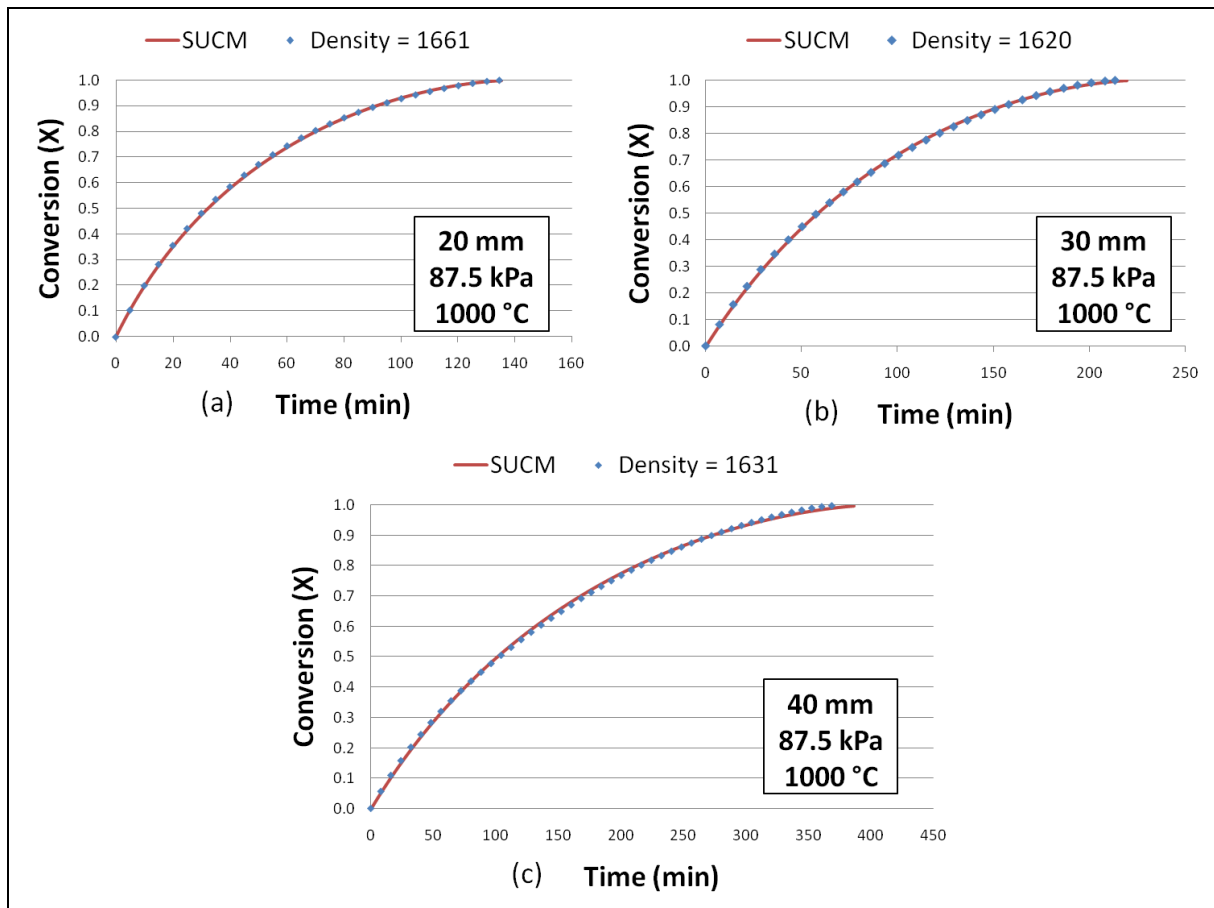 SUCM Density = 1661
1.0
0.9
0.8
0.7
0.6
0.5
0.4
0.3
0.2
0.1
0.0
Conversion (X)
20 mm
87.5 kPa
1000 °C
0 20 40 60 80 100 120 140 160
(a) Time (min)
SUCM Density = 1620
1.0
0.9
0.8
0.7
0.6
0.5
0.4
0.3
0.2
0.1
0.0
Conversion (X)
30 mm
87.5 kPa
1000 °C
0 50 100 150 200 250
(b) Time (min)
SUCM Density = 1631
1.0
0.9
0.8
0.7
0.6
0.5
0.4
0.3
0.2
0.1
0.0
Conversion (X)
40 mm
87.5 kPa
1000 °C
0 50 100 150 200 250 300 350 400 450
(c) Time (min)